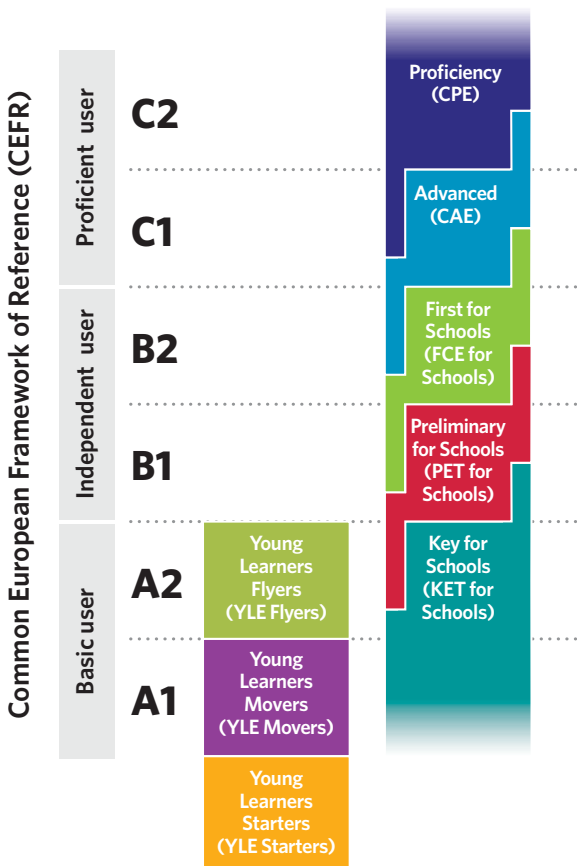 Common European Framework of Reference (CEFR)
Proficient user
Independent user
Basic user
C2
C1
B2
B1
A2
A1
Proficiency
(CPE)
Advanced
(CAE)
First for
Schools
(FCE for
Schools)
Preliminary
for Schools
(PET for
Schools)
Key for
Schools
(KET for
Schools)
Young
Learners
Flyers
(YLE Flyers)
Young
Learners
Movers
(YLE Movers)
Young
Learners
Starters
(YLE Starters)